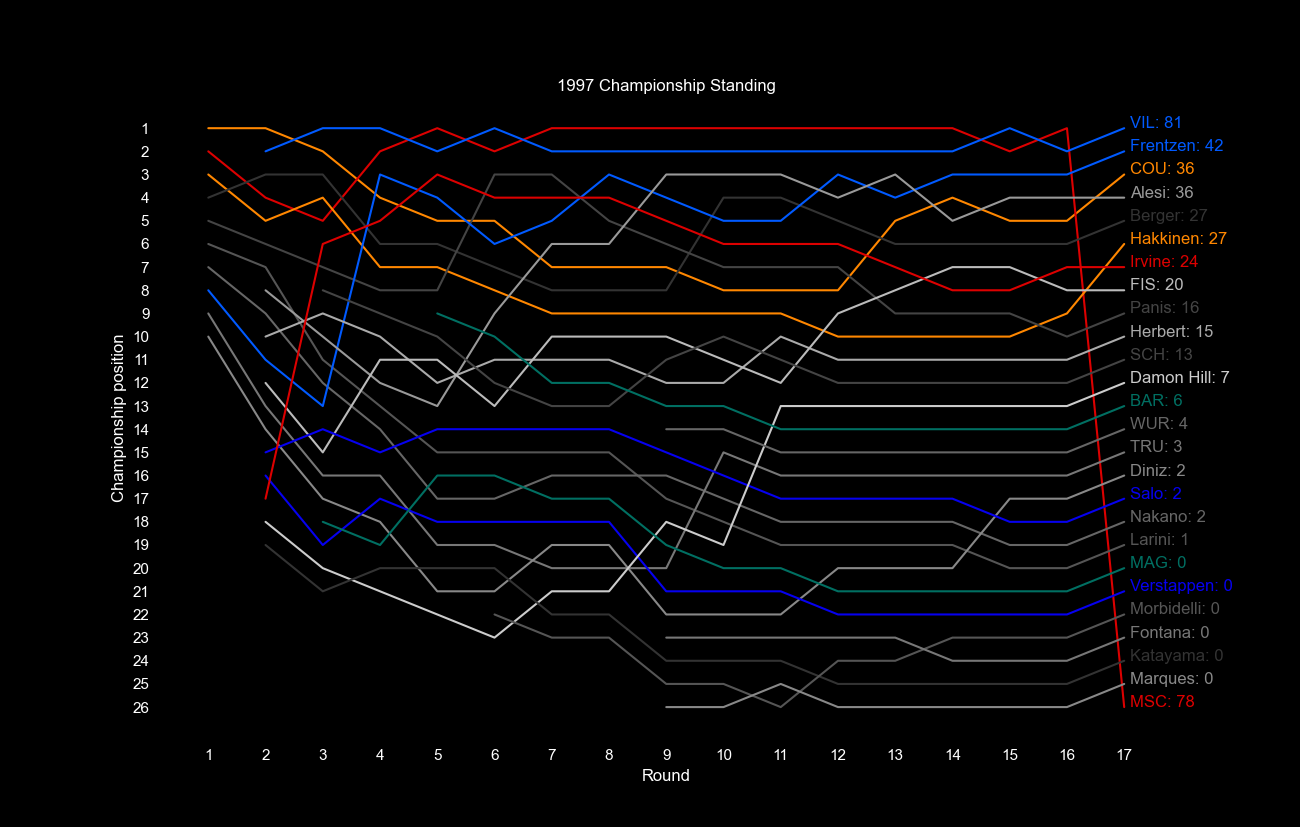 1997 Championship Standing
Championship position
1
2
3
4
5
6
7
8
9
10
11
12
13
14
15
16
17
18
19
20
21
22
23
24
25
26
VIL: 81
Frentzen: 42
COU: 36
Alesi: 36
Berger: 27
Hakkinen: 27
Irvine: 24
FIS: 20
Panis: 16
Herbert: 15
SCH: 13
Damon Hill: 7
BAR: 6
WUR: 4
TRU: 3
Diniz: 2
Salo: 2
Nakano: 2
Larini: 1
MAG: 0
Verstappen: 0
Morbidelli: 0
Fontana: 0
Katayama: 0
Marques: 0
MSC: 78
1 2 3 4 5 6 7 8 9 10 11 12 13 14 15 16 17
Round